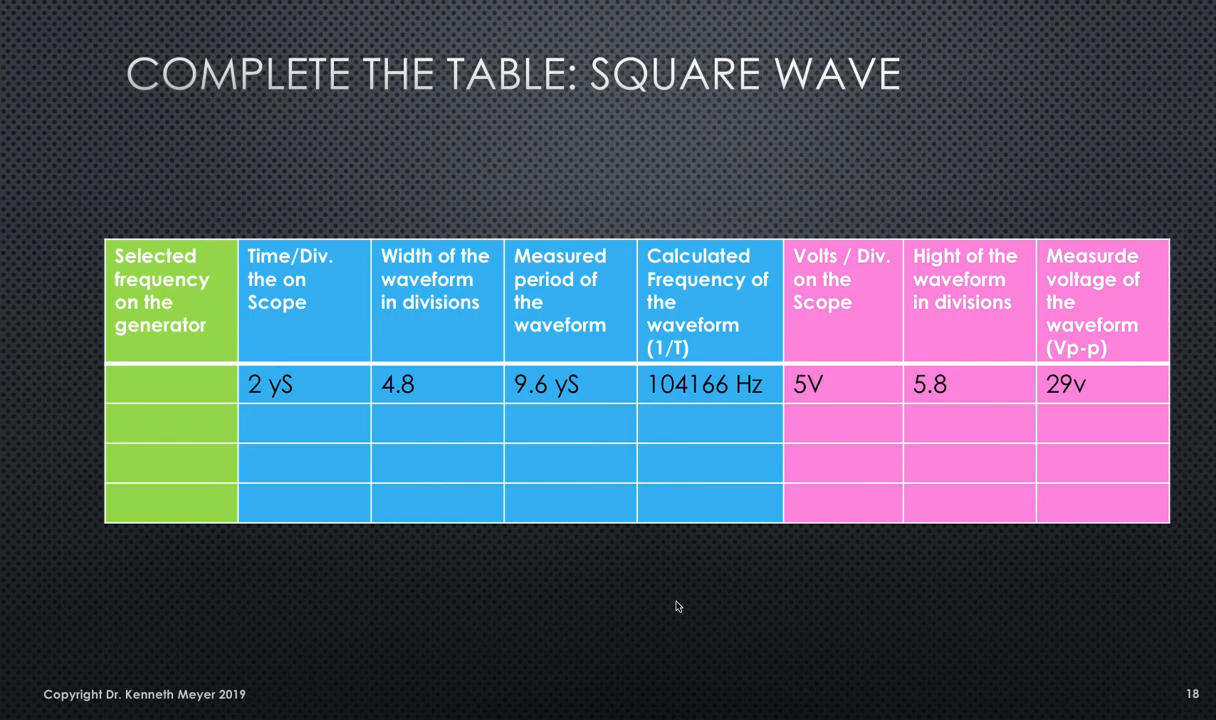 COMPLETE THE TABLE: SQUARE WAVE
Selected
frequency
on the
generator
Time/Div.
the on
Scope
Width of the
waveform
in divisions
Measured
period of
the
waveform
Calculated
Frequency of
the
waveform
(1/T)
Volts / Div.
on the
Scope
Hight of the
waveform
in divisions
Measurde
voltage of
the
waveform
(Vp-p)
2 yS
4.8
9.6 yS
104166 Hz
5V
5.8
29v
Copyright Dr. Kenneth Meyer 2019
18